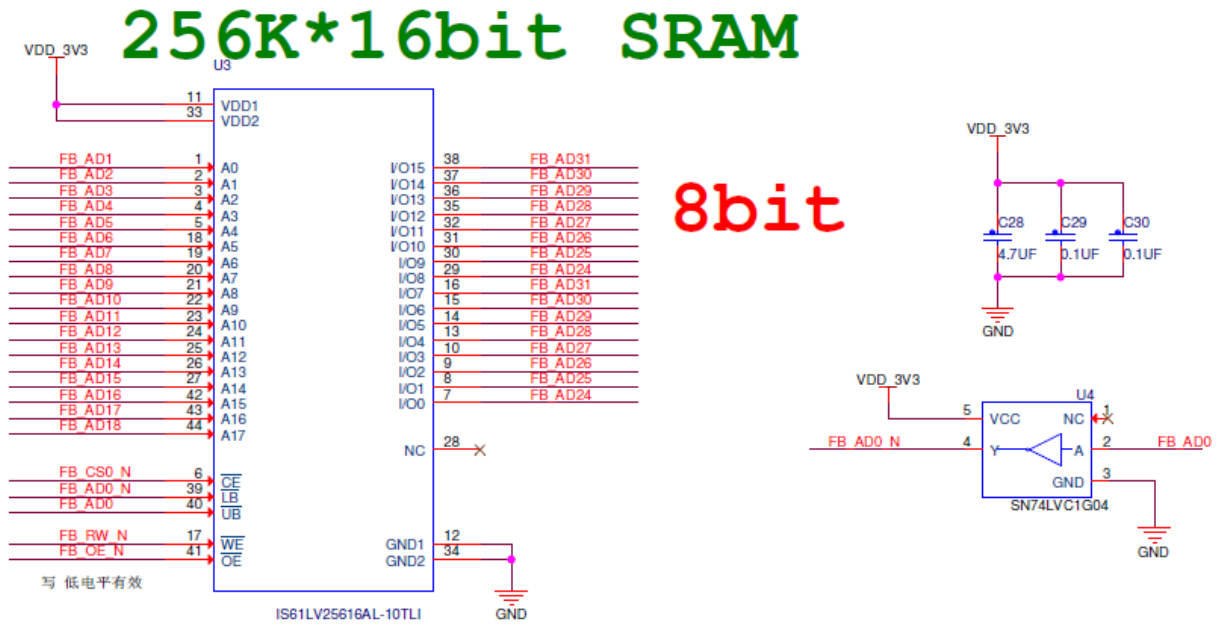 256K*16bit SRAM
VDD_3V3
U3
11 VDD1
33 VDD2
FB_AD1 1 A0 I/O15 38 FB_AD31
FB_AD2 2 A1 I/O14 37 FB_AD30
FB_AD3 3 A2 I/O13 36 FB_AD29
FB_AD4 4 A3 I/O12 35 FB_AD28
FB_AD5 5 A4 I/O11 32 FB_AD27
FB_AD6 18 A5 I/O10 31 FB_AD26
FB_AD7 19 A6 I/O9 30 FB_AD25
FB_AD8 20 A7 I/O8 29 FB_AD24
FB_AD9 21 A8 I/O7 16 FB_AD31
FB_AD10 22 A9 I/O6 15 FB_AD30
FB_AD11 23 A10 I/O5 14 FB_AD29
FB_AD12 24 A11 I/O4 13 FB_AD28
FB_AD13 25 A12 I/O3 10 FB_AD27
FB_AD14 26 A13 I/O2 9 FB_AD26
FB_AD15 27 A14 I/O1 8 FB_AD25
FB_AD16 42 A15 I/O0 7 FB_AD24
FB_AD17 43 A16
FB_AD18 44 A17
NC 28
FB_CS0_N 6 CE
FB_AD0_N 39 LB
FB_AD0 40 UB
FB_RW_N 17 WE GND1 12
FB_OE_N 41 OE GND2 34
写 低电平有效
IS61LV25616AL-10TLI
GND
8bit
VDD_3V3
C28 C29 C30
4.7UF 0.1UF 0.1UF
GND
VDD_3V3
U4
5 VCC NC 1
FB_AD0_N 4 Y A 2 FB_AD0
GND 3
SN74LVC1G04
GND